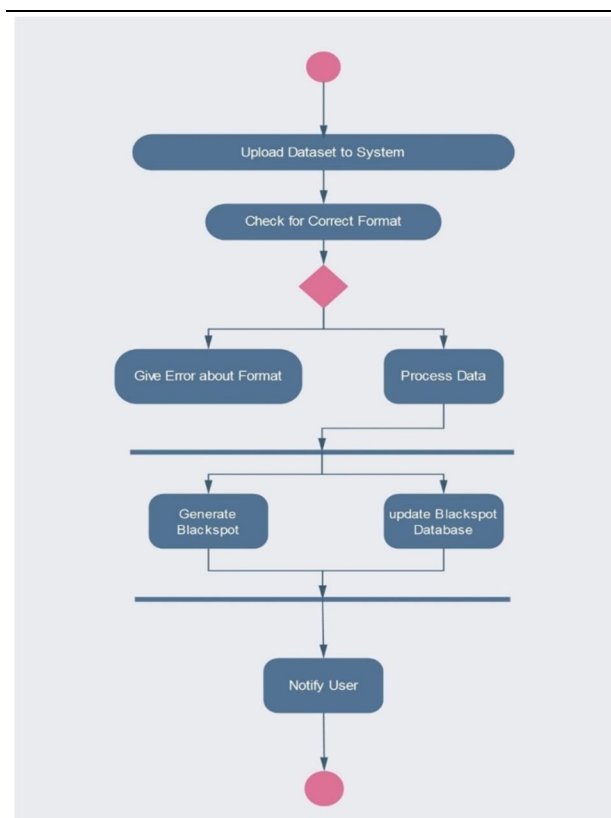 Upload Dataset to System
Check for Correct Format
Give Error about Format
Process Data
Generate
Blackspot
update Blackspot
Database
Notify User